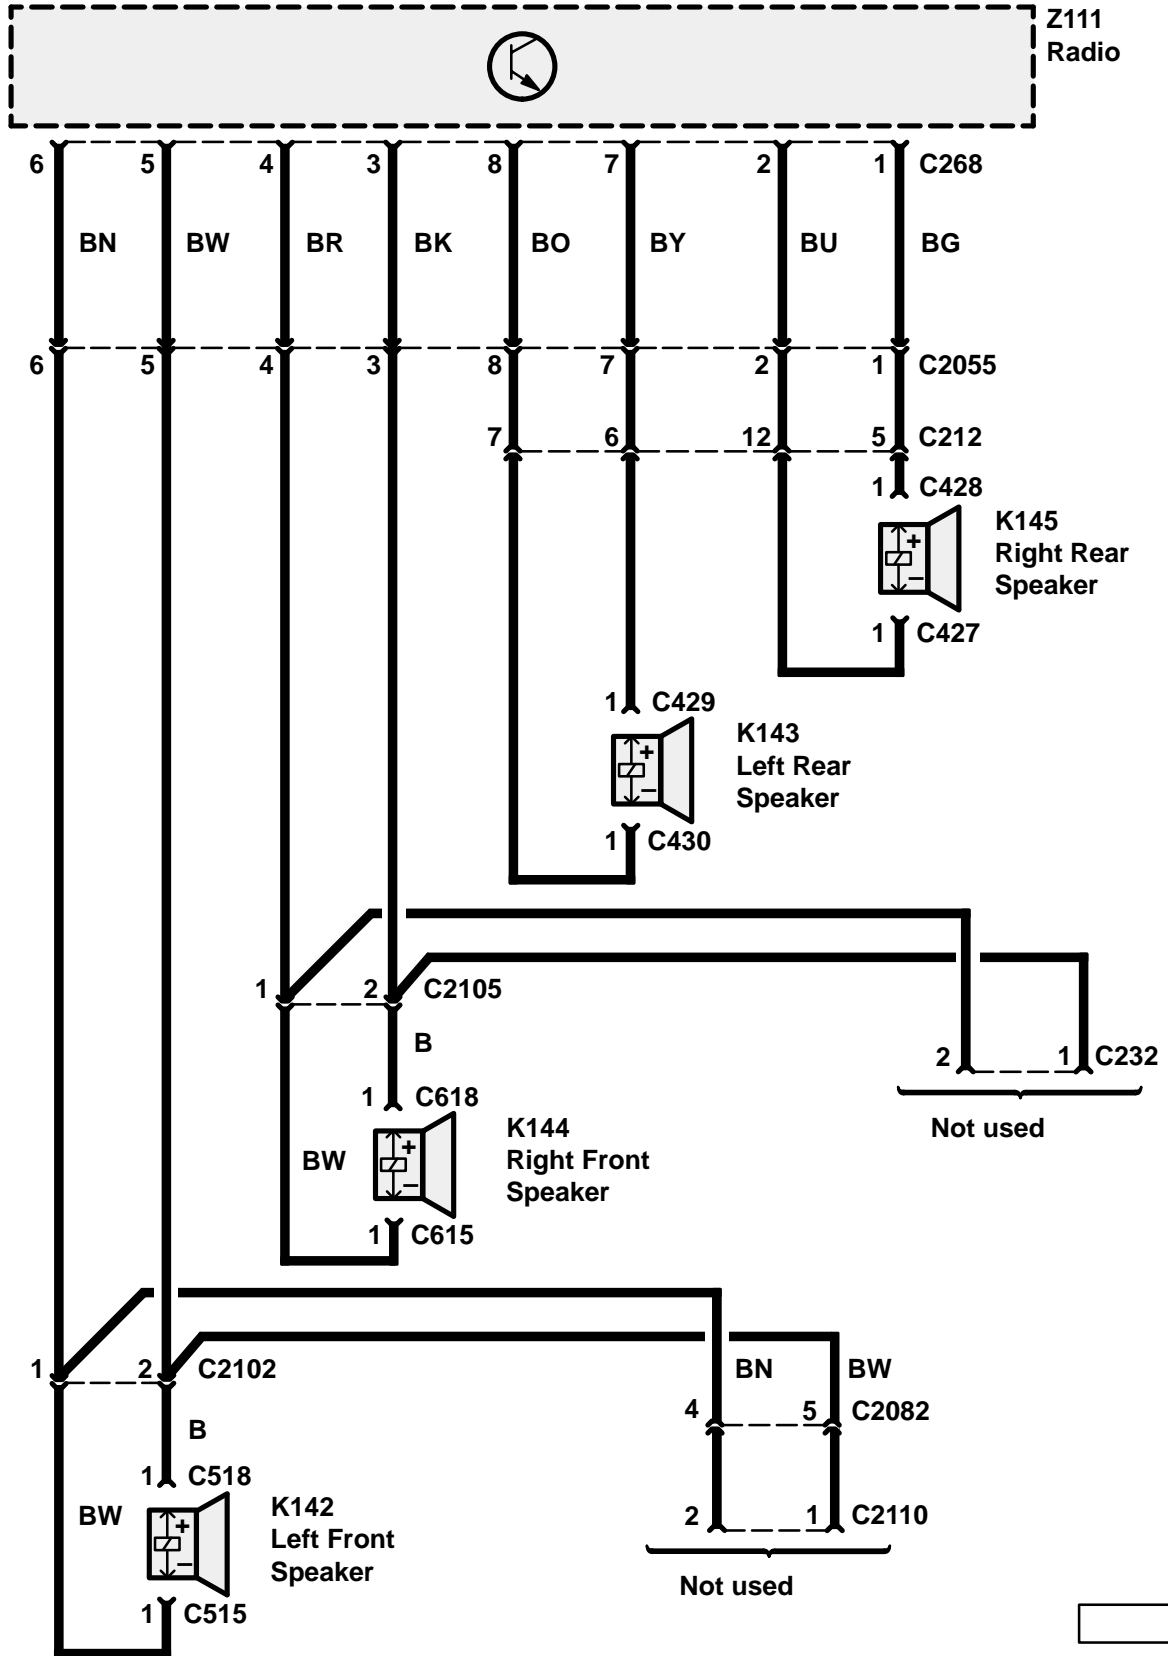 Z111
Radio
6 5 4 3 8 7 2 1 C268
BN BW BR BK BO BY BU BG
6 5 4 3 8 7 2 1 C2055
7 6 12 5 C212
1 C428
K145
Right Rear
Speaker
+
–
1 C427
1 C429
K143
Left Rear
Speaker
+
–
1 C430
1 2 C2105
B
2 1 C232
Not used
1 C618
K144
Right Front
Speaker
BW
+
–
1 C615
1 2 C2102
BN BW
4 5 C2082
B
1 C518
K142
Left Front
Speaker
BW
+
–
2 1 C2110
Not used
1 C515